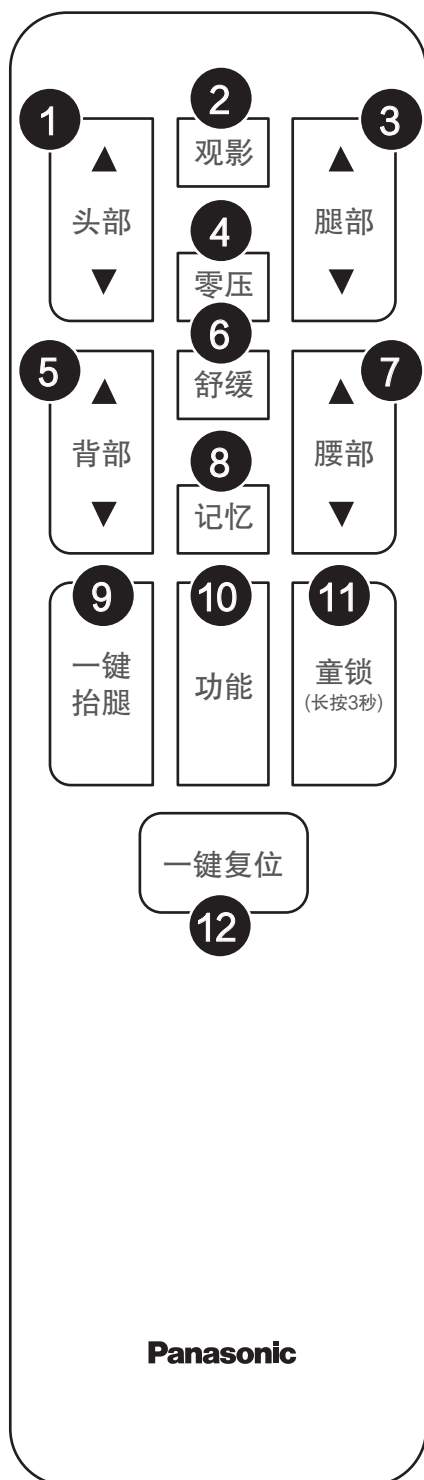 1
2
3
▲
观影
▲
头部
腿部
4
▼
零压
▼
5
6
7
▲
舒缓
▲
背部
腰部
8
▼
记忆
▼
9
10
11
一键
抬腿
功能
童锁
(长按3秒)
一键复位
12
Panasonic